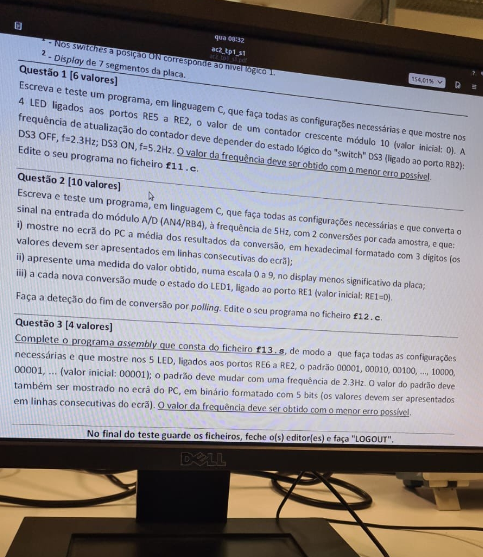 qua 08:32
ac2_tp1_s1
154,01%
¹ - Nos switches a posição ON corresponde ao nível lógico 1.
² - Display de 7 segmentos da placa.
Questão 1 [6 valores]
Escreva e teste um programa, em linguagem C, que faça todas as configurações necessárias e que mostre nos
4 LED ligados aos portos RE5 a RE2, o valor de um contador crescente módulo 10 (valor inicial: 0). A
frequência de atualização do contador deve depender do estado lógico do "switch" DS3 (ligado ao porto RB2):
DS3 OFF, f=2.3Hz; DS3 ON, f=5.2Hz. O valor da frequência deve ser obtido com o menor erro possível.
Edite o seu programa no ficheiro f11.c.
Questão 2 [10 valores]
Escreva e teste um programa, em linguagem C, que faça todas as configurações necessárias e que converta o
sinal na entrada do módulo A/D (AN4/RB4), à frequência de 5Hz, com 2 conversões por cada amostra, e que:
i) mostre no ecrã do PC a média dos resultados da conversão, em hexadecimal formatado com 3 dígitos (os
valores devem ser apresentados em linhas consecutivas do ecrã);
ii) apresente uma medida do valor obtido, numa escala 0 a 9, no display menos significativo da placa;
iii) a cada nova conversão mude o estado do LED1, ligado ao porto RE1 (valor inicial: RE1=0).
Faça a deteção do fim de conversão por polling. Edite o seu programa no ficheiro f12.c.
Questão 3 [4 valores]
Complete o programa assembly que consta do ficheiro f13.s, de modo a que faça todas as configurações
necessárias e que mostre nos 5 LED, ligados aos portos RE6 a RE2, o padrão 00001, 00010, 00100, ..., 10000,
00001, ... (valor inicial: 00001); o padrão deve mudar com uma frequência de 2.3Hz. O valor do padrão deve
também ser mostrado no ecrã do PC, em binário formatado com 5 bits (os valores devem ser apresentados
em linhas consecutivas do ecrã). O valor da frequência deve ser obtido com o menor erro possível.
No final do teste guarde os ficheiros, feche o(s) editor(es) e faça "LOGOUT".
DELL